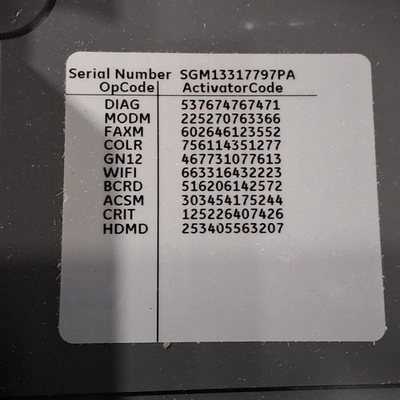 Serial Number SGM13317797PA
OpCode ActivatorCode
DIAG 537674767471
MODM 225270763366
FAXM 602646123552
COLR 756114351277
GN12 467731077613
WIFI 663316432223
BCRD 516206142572
ACSM 303454175244
CRIT 125226407426
HDMD 253405563207